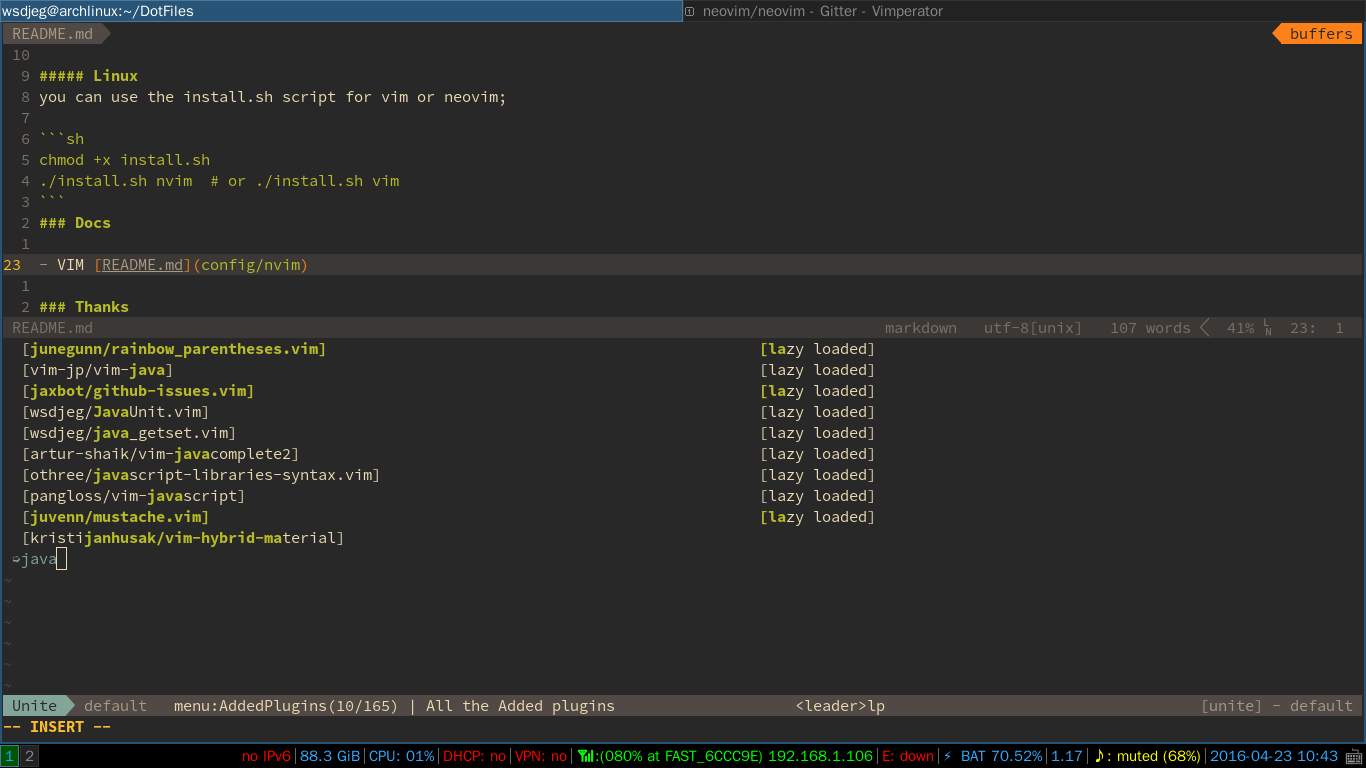 wsdjeg@archlinux:~/DotFiles
neovim/neovim - Gitter - Vimperator
README.md
buffers
10
9 ##### Linux
8 you can use the install.sh script for vim or neovim;
7
6 ```sh
5 chmod +x install.sh
4 ./install.sh nvim  # or ./install.sh vim
3 ```
2 ### Docs
1
23 - VIM [README.md](config/nvim)
1
2 ### Thanks
README.md markdown utf-8[unix] 107 words 41% LN 23: 1
[junegunn/rainbow_parentheses.vim] [lazy loaded]
[vim-jp/vim-java] [lazy loaded]
[jaxbot/github-issues.vim] [lazy loaded]
[wsdjeg/JavaUnit.vim] [lazy loaded]
[wsdjeg/java_getset.vim] [lazy loaded]
[artur-shaik/vim-javacomplete2] [lazy loaded]
[othree/javascript-libraries-syntax.vim] [lazy loaded]
[pangloss/vim-javascript] [lazy loaded]
[juvenn/mustache.vim] [lazy loaded]
[kristijanhusak/vim-hybrid-material]
➭java
~
~
~
~
~
~
Unite default menu:AddedPlugins(10/165) | All the Added plugins <leader>lp [unite] - default
-- INSERT --
1 2 no IPv6|88.3 GiB|CPU: 01%|DHCP: no|VPN: no|:(080% at FAST_6CCC9E) 192.168.1.106|E: down|⚡ BAT 70.52%|1.17|♪: muted (68%)|2016-04-23 10:43